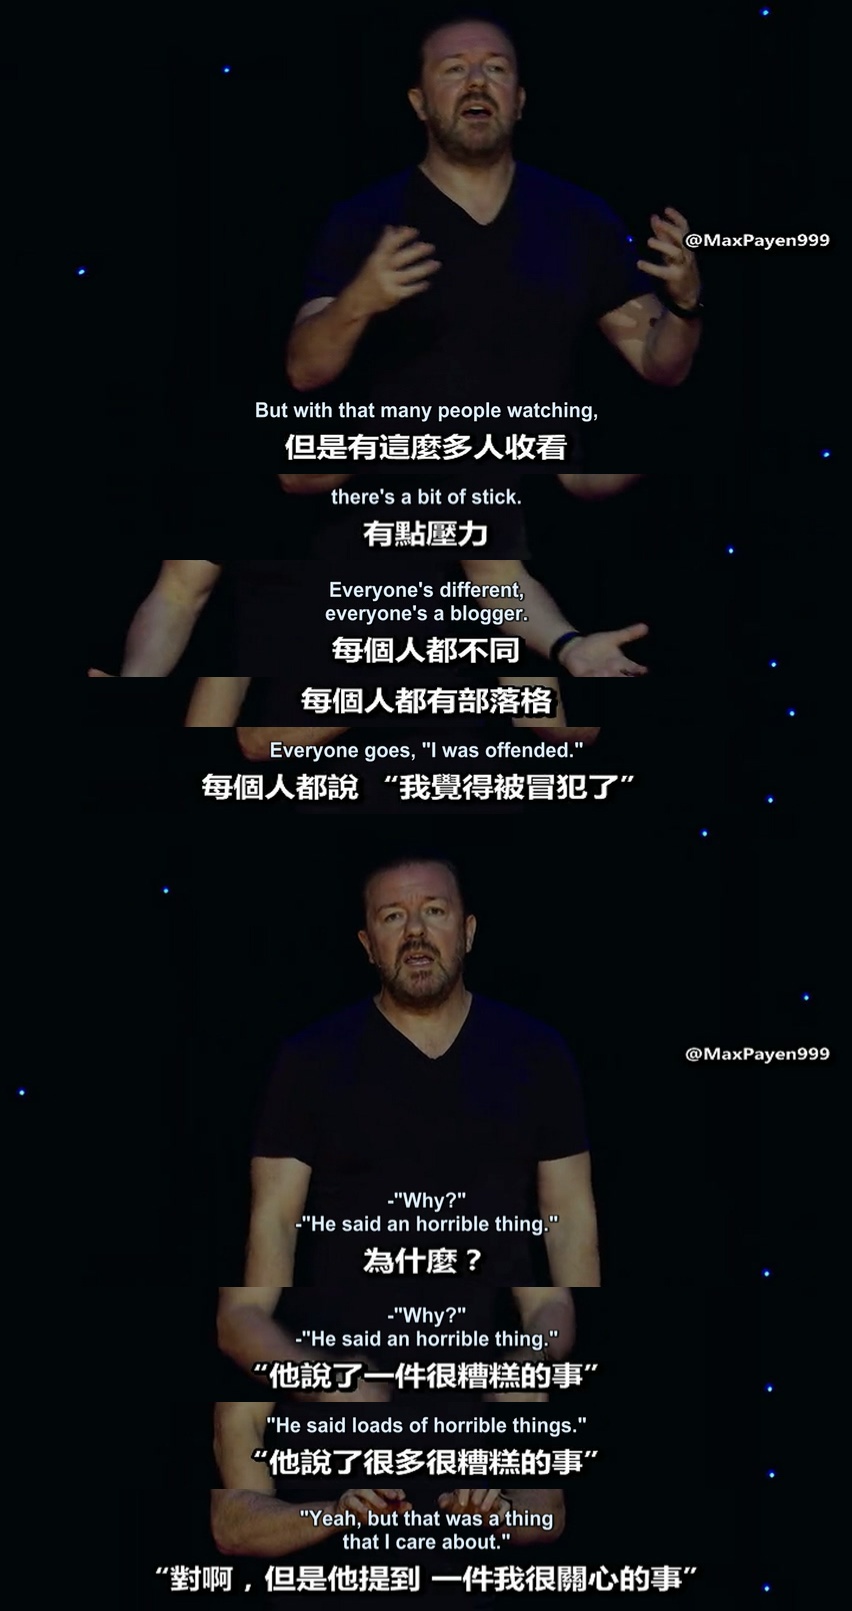 @MaxPayen999
But with that many people watching,
但是有這麼多人收看
there's a bit of stick.
有點壓力
Everyone's different,
everyone's a blogger.
每個人都不同
每個人都有部落格
Everyone goes, "I was offended."
每個人都說 “我覺得被冒犯了”
@MaxPayen999
-"Why?"
-"He said an horrible thing."
為什麼？
-"Why?"
-"He said an horrible thing."
“他說了一件很糟糕的事”
"He said loads of horrible things."
“他說了很多很糟糕的事”
"Yeah, but that was a thing
that I care about."
“對啊，但是他提到 一件我很關心的事”